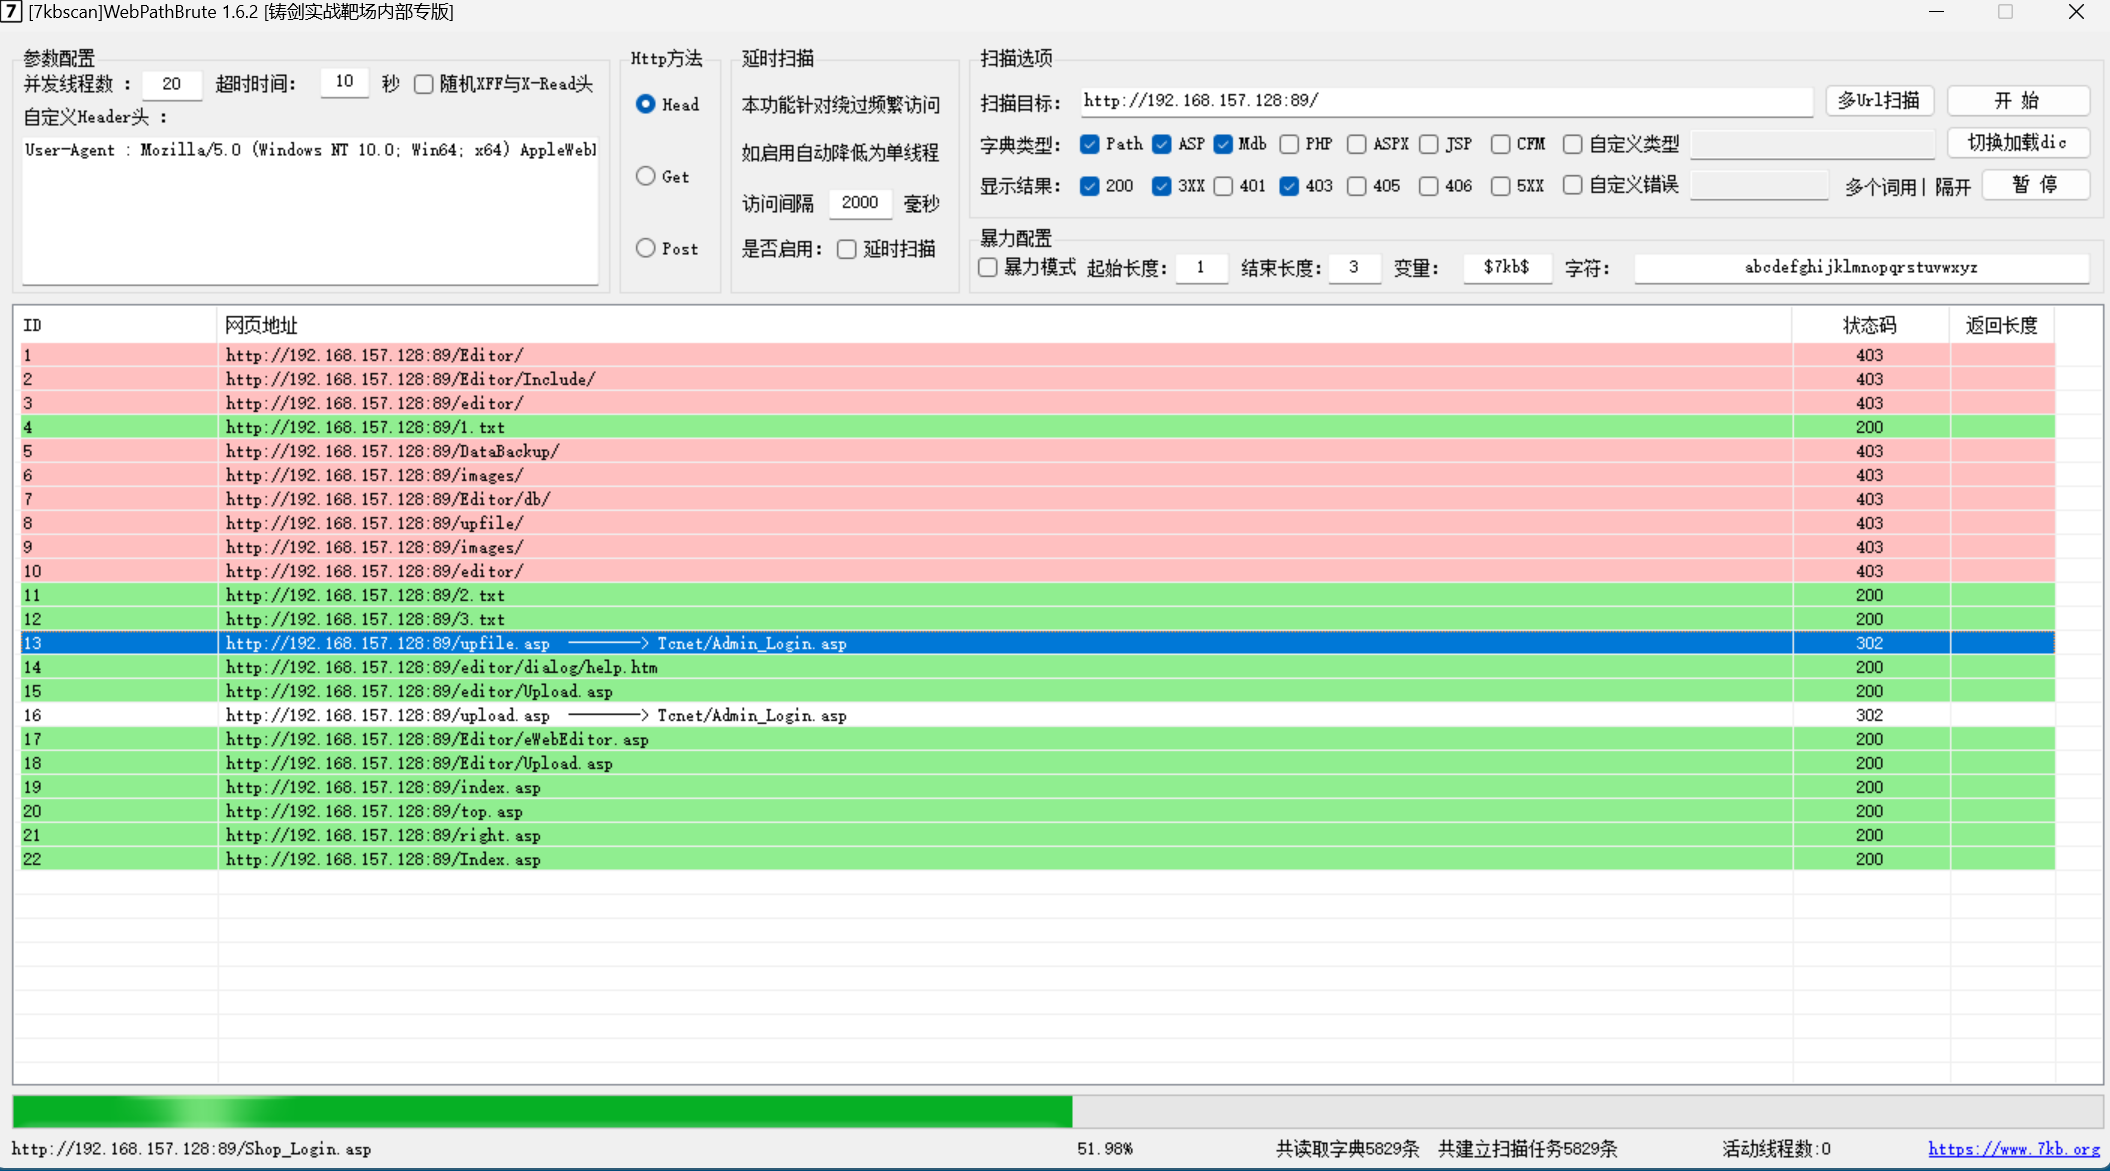 7 [7kbscan]WebPathBrute 1.6.2 [铸剑实战靶场内部专版]
参数配置
并发线程数 : 20 超时时间: 10 秒 随机XFF与X-Read头
自定义Header头 :
User-Agent : Mozilla/5.0 (Windows NT 10.0; Win64; x64) AppleWebl
Http方法
Head
Get
Post
延时扫描
本功能针对绕过频繁访问
如启用自动降低为单线程
访问间隔 2000 毫秒
是否启用: 延时扫描
扫描选项
扫描目标: http://192.168.157.128:89/ 多Url扫描 开 始
字典类型: Path ASP Mdb PHP ASPX JSP CFM 自定义类型 切换加载dic
显示结果: 200 3XX 401 403 405 406 5XX 自定义错误 多个词用| 隔开 暂 停
暴力配置
暴力模式 起始长度: 1 结束长度: 3 变量: $7kb$ 字符: abcdefghijklmnopqrstuvwxyz
ID 网页地址 状态码 返回长度
1 http://192.168.157.128:89/Editor/ 403
2 http://192.168.157.128:89/Editor/Include/ 403
3 http://192.168.157.128:89/editor/ 403
4 http://192.168.157.128:89/1.txt 200
5 http://192.168.157.128:89/DataBackup/ 403
6 http://192.168.157.128:89/images/ 403
7 http://192.168.157.128:89/Editor/db/ 403
8 http://192.168.157.128:89/upfile/ 403
9 http://192.168.157.128:89/images/ 403
10 http://192.168.157.128:89/editor/ 403
11 http://192.168.157.128:89/2.txt 200
12 http://192.168.157.128:89/3.txt 200
13 http://192.168.157.128:89/upfile.asp ————> Tcnet/Admin_Login.asp 302
14 http://192.168.157.128:89/editor/dialog/help.htm 200
15 http://192.168.157.128:89/editor/Upload.asp 200
16 http://192.168.157.128:89/upload.asp ————> Tcnet/Admin_Login.asp 302
17 http://192.168.157.128:89/Editor/eWebEditor.asp 200
18 http://192.168.157.128:89/Editor/Upload.asp 200
19 http://192.168.157.128:89/index.asp 200
20 http://192.168.157.128:89/top.asp 200
21 http://192.168.157.128:89/right.asp 200
22 http://192.168.157.128:89/Index.asp 200
http://192.168.157.128:89/Shop_Login.asp 51.98% 共读取字典5829条 共建立扫描任务5829条 活动线程数:0 https://www.7kb.org